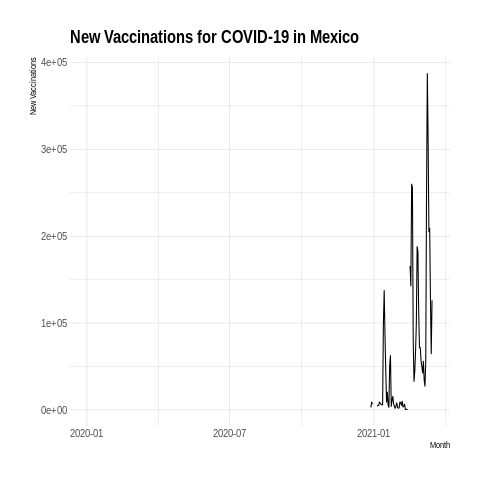 New Vaccinations for COVID-19 in Mexico
New Vaccinations
4e+05
3e+05
2e+05
1e+05
0e+00
2020-01
2020-07
2021-01
Month